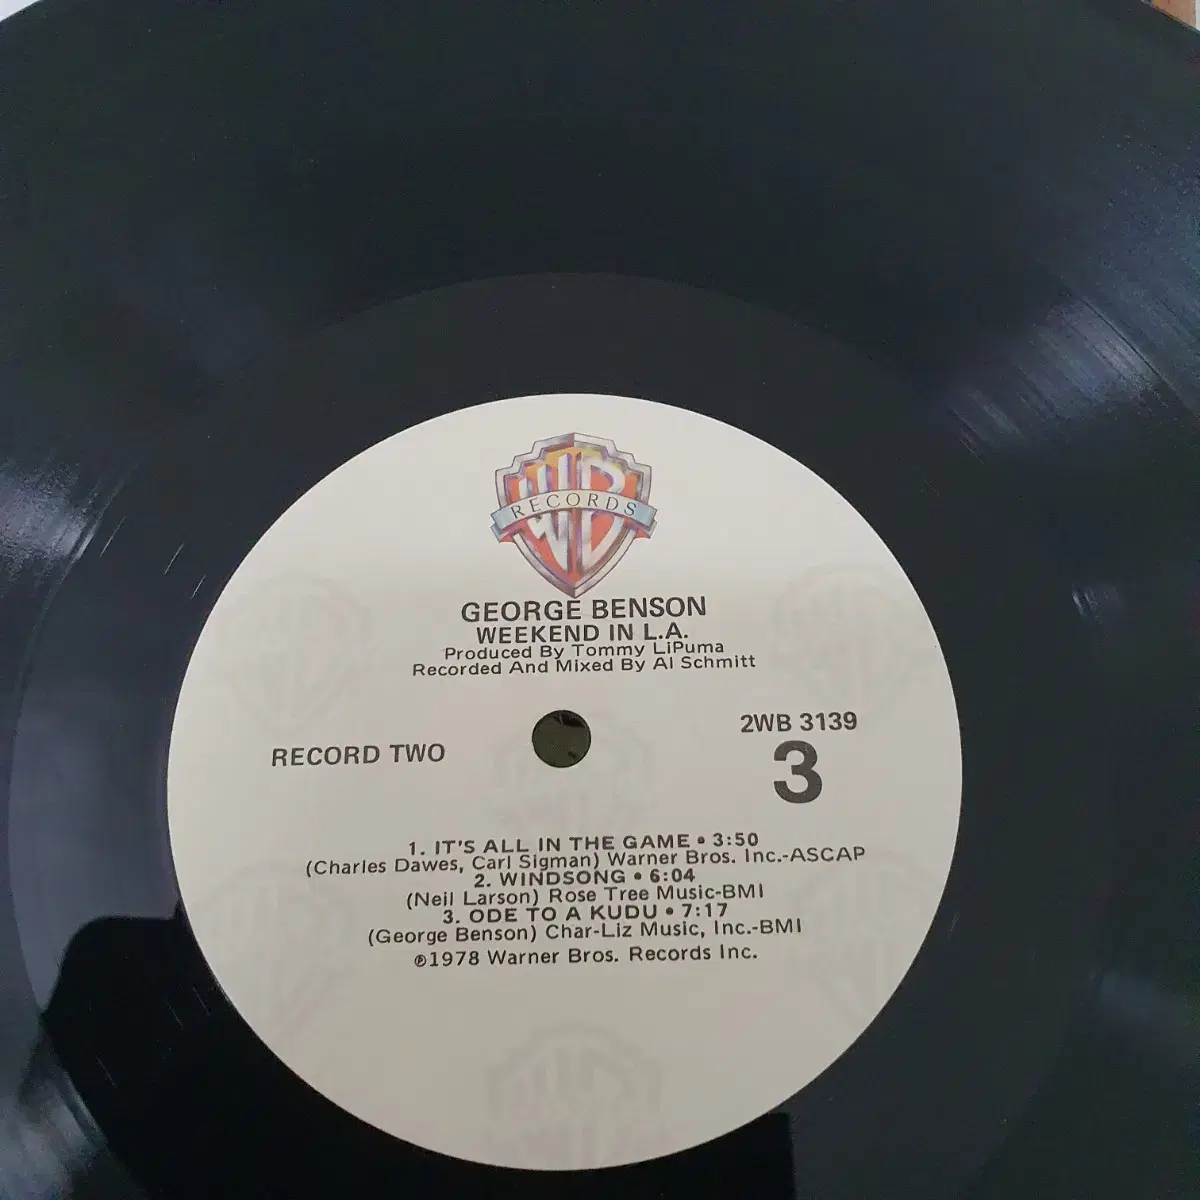 WB
RECORDS
GEORGE BENSON
WEEKEND IN L.A.
Produced By Tommy LiPuma
Recorded And Mixed By Al Schmitt
2WB 3139
RECORD TWO
3
1. IT'S ALL IN THE GAME • 3:50
(Charles Dawes, Carl Sigman) Warner Bros. Inc.-ASCAP
2. WINDSONG • 6:04
(Neil Larson) Rose Tree Music-BMI
3. ODE TO A KUDU • 7:17
(George Benson) Char-Liz Music, Inc.-BMI
℗1978 Warner Bros. Records Inc.